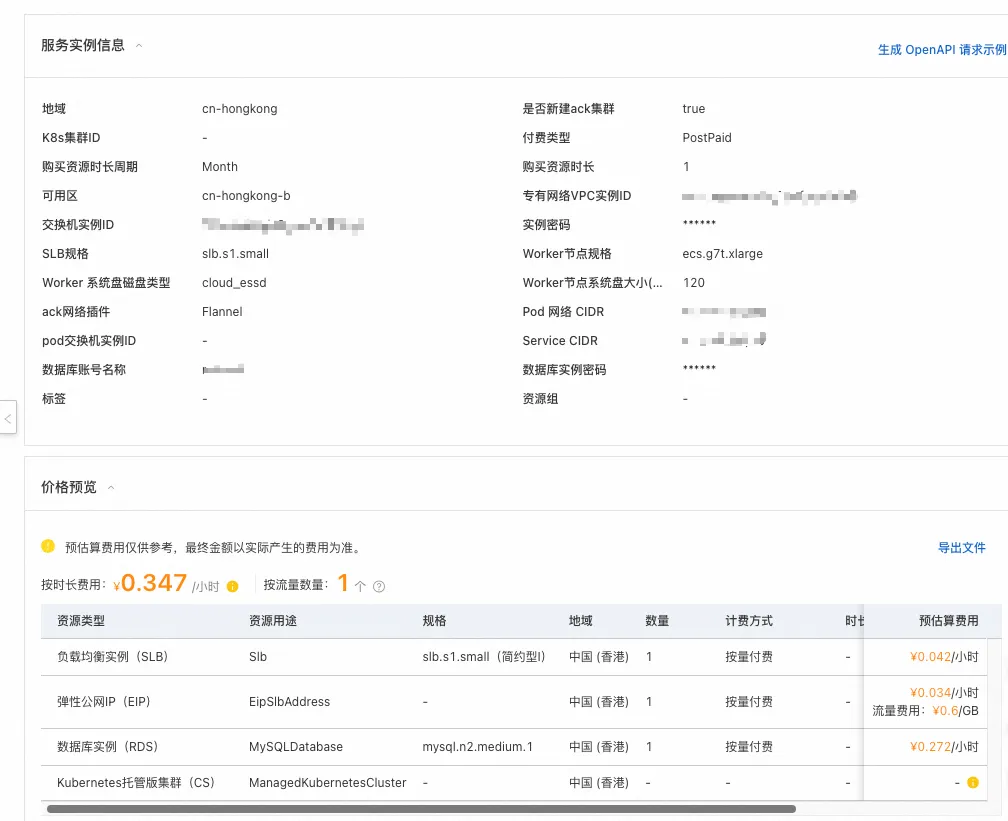 服务实例信息
生成 OpenAPI 请求示例
地域 cn-hongkong 是否新建ack集群 true
K8s集群ID - 付费类型 PostPaid
购买资源时长周期 Month 购买资源时长 1
可用区 cn-hongkong-b 专有网络VPC实例ID
交换机实例ID 实例密码 ******
SLB规格 slb.s1.small Worker节点规格 ecs.g7t.xlarge
Worker 系统盘磁盘类型 cloud_essd Worker节点系统盘大小(... 120
ack网络插件 Flannel Pod 网络 CIDR
pod交换机实例ID - Service CIDR
数据库账号名称 数据库实例密码 ******
标签 - 资源组 -
价格预览
预估算费用仅供参考，最终金额以实际产生的费用为准。 导出文件
按时长费用： ¥0.347 /小时 按流量数量： 1 个
资源类型 资源用途 规格 地域 数量 计费方式 时长 预估算费用
负载均衡实例（SLB） Slb slb.s1.small（简约型I） 中国 (香港) 1 按量付费 - ¥0.042/小时
弹性公网IP（EIP） EipSlbAddress - 中国 (香港) 1 按量付费 - ¥0.034/小时
流量费用：¥0.6/GB
数据库实例（RDS） MySQLDatabase mysql.n2.medium.1 中国 (香港) 1 按量付费 - ¥0.272/小时
Kubernetes托管版集群（CS） ManagedKubernetesCluster - 中国 (香港) - - - -